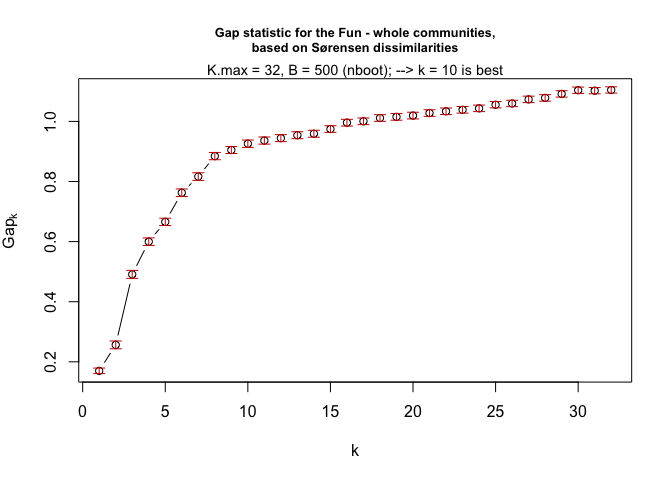 Gap statistic for the Fun - whole communities,
based on Sørensen dissimilarities
K.max = 32, B = 500 (nboot); --> k = 10 is best
Gapk
1.0
0.8
0.6
0.4
0.2
0 5 10 15 20 25 30
k